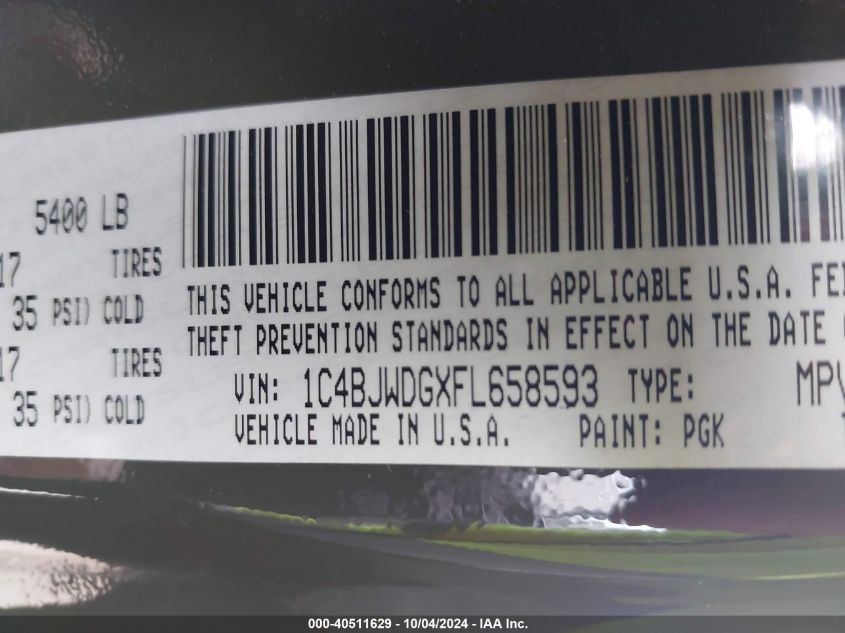 5400 LB
17 TIRES
35 PSI) COLD
17 TIRES
35 PSI) COLD
THIS VEHICLE CONFORMS TO ALL APPLICABLE U.S.A. FE
THEFT PREVENTION STANDARDS IN EFFECT ON THE DATE
VIN: 1C4BJWDGXFL658593 TYPE: MPV
VEHICLE MADE IN U.S.A. PAINT: PGK
000-40511629 - 10/04/2024 - IAA Inc.